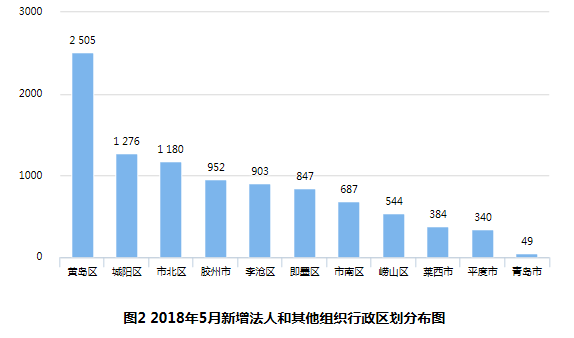 3000
2000
1000
0
2 505
1 276
1 180
952
903
847
687
544
384
340
49
黄岛区
城阳区
市北区
胶州市
李沧区
即墨区
市南区
崂山区
莱西市
平度市
青岛市
图2 2018年5月新增法人和其他组织行政区划分布图